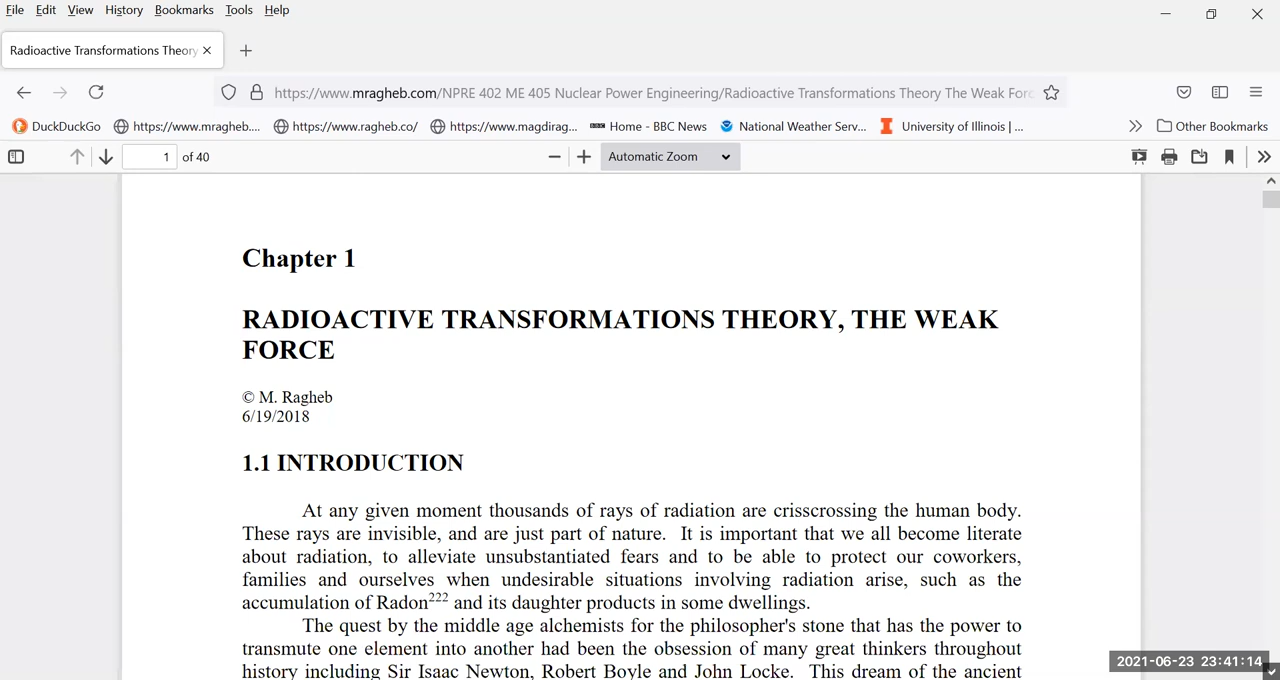 File Edit View History Bookmarks Tools Help
Radioactive Transformations Theory
https://www.mragheb.com/NPRE 402 ME 405 Nuclear Power Engineering/Radioactive Transformations Theory The Weak Forc
DuckDuckGo https://www.mragheb.... https://www.ragheb.co/ https://www.magdirag... BBC Home - BBC News National Weather Serv... University of Illinois | ... Other Bookmarks
1 of 40 Automatic Zoom
Chapter 1
RADIOACTIVE TRANSFORMATIONS THEORY, THE WEAK
FORCE
© M. Ragheb
6/19/2018
1.1 INTRODUCTION
At any given moment thousands of rays of radiation are crisscrossing the human body.
These rays are invisible, and are just part of nature. It is important that we all become literate
about radiation, to alleviate unsubstantiated fears and to be able to protect our coworkers,
families and ourselves when undesirable situations involving radiation arise, such as the
accumulation of Radon²²² and its daughter products in some dwellings.
The quest by the middle age alchemists for the philosopher's stone that has the power to
transmute one element into another had been the obsession of many great thinkers throughout
history including Sir Isaac Newton, Robert Boyle and John Locke. This dream of the ancient
2021-06-23 23:41:14